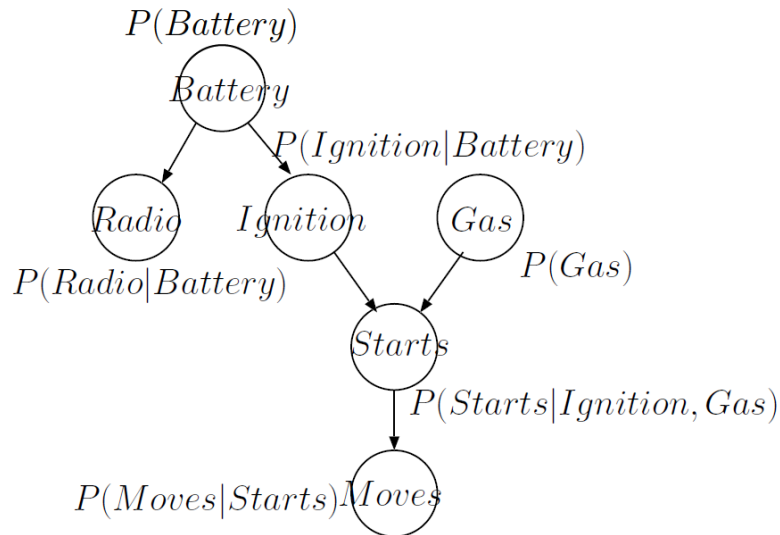 P(Battery)
Battery
P(Ignition|Battery)
Radio
Ignition
Gas
P(Radio|Battery)
P(Gas)
Starts
P(Starts|Ignition, Gas)
P(Moves|Starts)
Moves